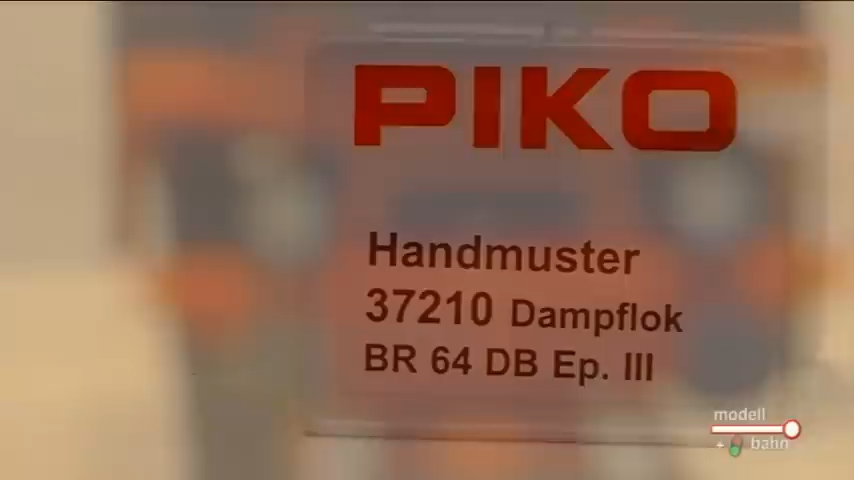 PIKO
Handmuster
37210 Dampflok
BR 64 DB Ep. III
modell
bahn